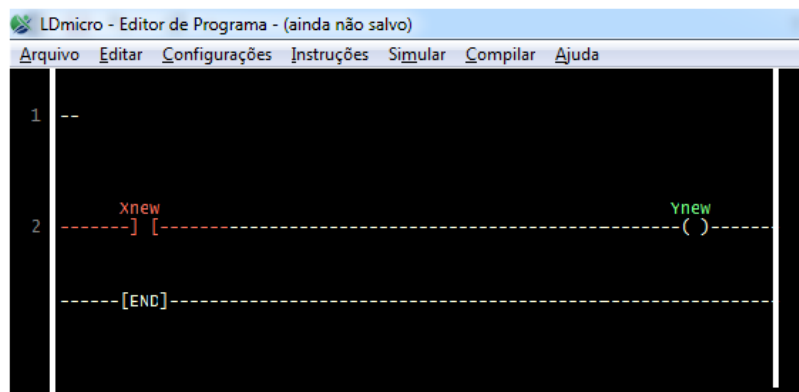 LDmicro - Editor de Programa - (ainda não salvo)
Arquivo Editar Configurações Instruções Simular Compilar Ajuda
1 --
Xnew Ynew
2 -------] [-------------------------------------------------------( )-------
------[END]----------------------------------------------------------------